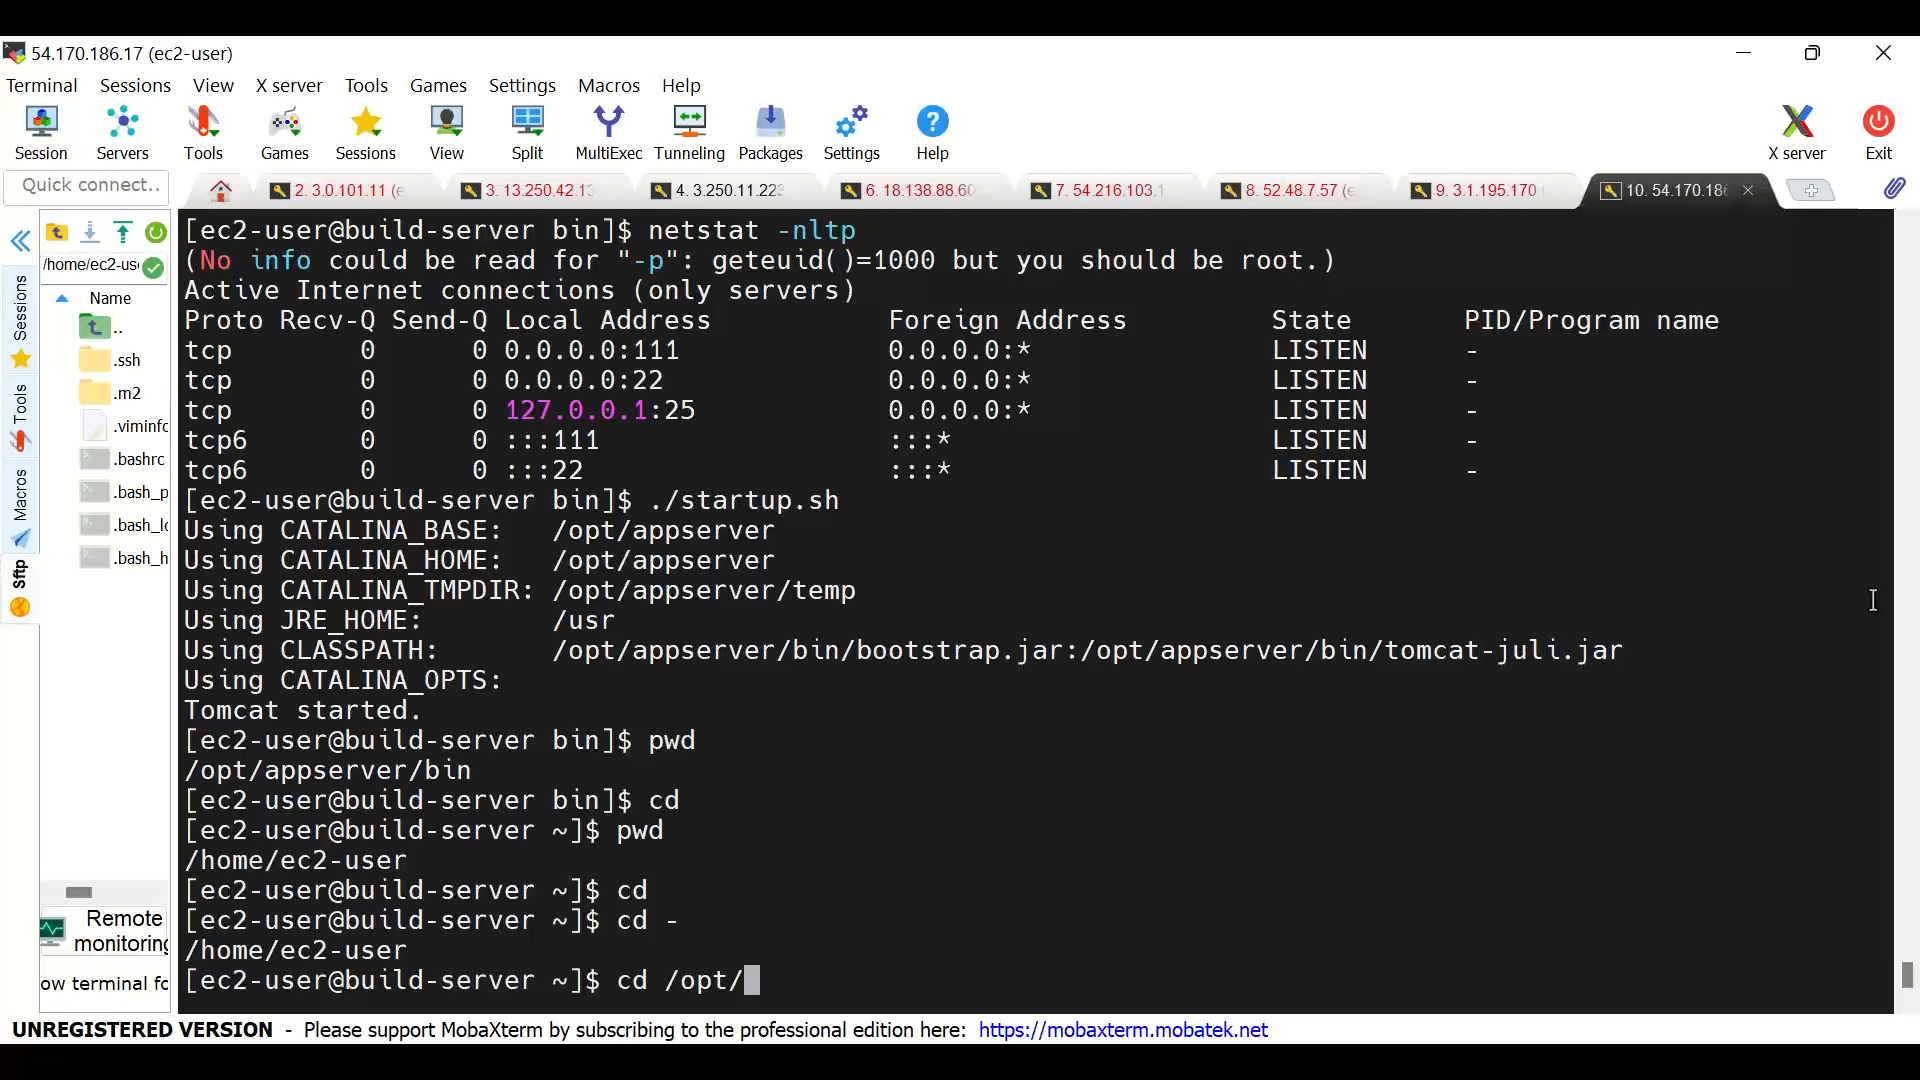 54.170.186.17 (ec2-user)
Terminal Sessions View X server Tools Games Settings Macros Help
Session Servers Tools Games Sessions View Split MultiExec Tunneling Packages Settings Help X server Exit
Quick connect.. 2. 3.0.101.11 (e 3. 13.250.42.13 4. 3.250.11.223 6. 18.138.88.60 7. 54.216.103.1 8. 52.48.7.57 (e 9. 3.1.195.170 10. 54.170.186
/home/ec2-us
Name
..
.ssh
.m2
.viminfo
.bashrc
.bash_p
.bash_lo
.bash_h
Sessions
Tools
Macros
Sftp
Remote
monitoring
ow terminal fo
[ec2-user@build-server bin]$ netstat -nltp
(No info could be read for "-p": geteuid()=1000 but you should be root.)
Active Internet connections (only servers)
Proto Recv-Q Send-Q Local Address Foreign Address State PID/Program name
tcp 0 0 0.0.0.0:111 0.0.0.0:* LISTEN -
tcp 0 0 0.0.0.0:22 0.0.0.0:* LISTEN -
tcp 0 0 127.0.0.1:25 0.0.0.0:* LISTEN -
tcp6 0 0 :::111 :::* LISTEN -
tcp6 0 0 :::22 :::* LISTEN -
[ec2-user@build-server bin]$ ./startup.sh
Using CATALINA_BASE: /opt/appserver
Using CATALINA_HOME: /opt/appserver
Using CATALINA_TMPDIR: /opt/appserver/temp
Using JRE_HOME: /usr
Using CLASSPATH: /opt/appserver/bin/bootstrap.jar:/opt/appserver/bin/tomcat-juli.jar
Using CATALINA_OPTS:
Tomcat started.
[ec2-user@build-server bin]$ pwd
/opt/appserver/bin
[ec2-user@build-server bin]$ cd
[ec2-user@build-server ~]$ pwd
/home/ec2-user
[ec2-user@build-server ~]$ cd
[ec2-user@build-server ~]$ cd -
/home/ec2-user
[ec2-user@build-server ~]$ cd /opt/
UNREGISTERED VERSION - Please support MobaXterm by subscribing to the professional edition here: https://mobaxterm.mobatek.net